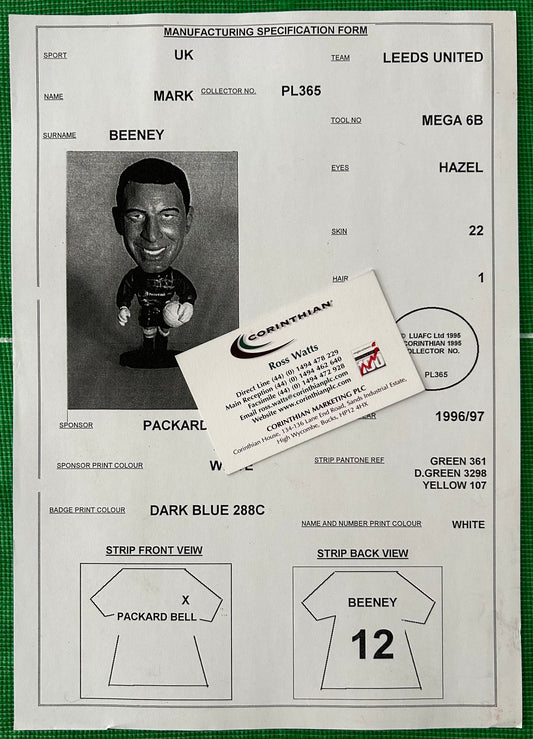 MANUFACTURING SPECIFICATION FORM
SPORT UK TEAM LEEDS UNITED
NAME MARK COLLECTOR NO. PL365
TOOL NO MEGA 6B
SURNAME BEENEY
EYES HAZEL
SKIN 22
HAIR 1
© LUAFC Ltd 1995
CORINTHIAN 1995
COLLECTOR NO.
PL365
CORINTHIAN
Ross Watts
Direct Line (44) (0) 1494 478 229
Main Reception (44) (0) 1494 462 640
Facsimile (44) (0) 1494 472 928
Email ross.watts@corinthianplc.com
Website www.corinthianplc.com
CORINTHIAN MARKETING PLC
Corinthian House, 134-136 Lane End Road, Sands Industrial Estate,
High Wycombe, Bucks, HP12 4HX
1996/97
SPONSOR PACKARD
SPONSOR PRINT COLOUR
STRIP PANTONE REF GREEN 361
D.GREEN 3298
YELLOW 107
BADGE PRINT COLOUR DARK BLUE 288C
NAME AND NUMBER PRINT COLOUR WHITE
STRIP FRONT VEIW
STRIP BACK VIEW
X
PACKARD BELL
BEENEY
12